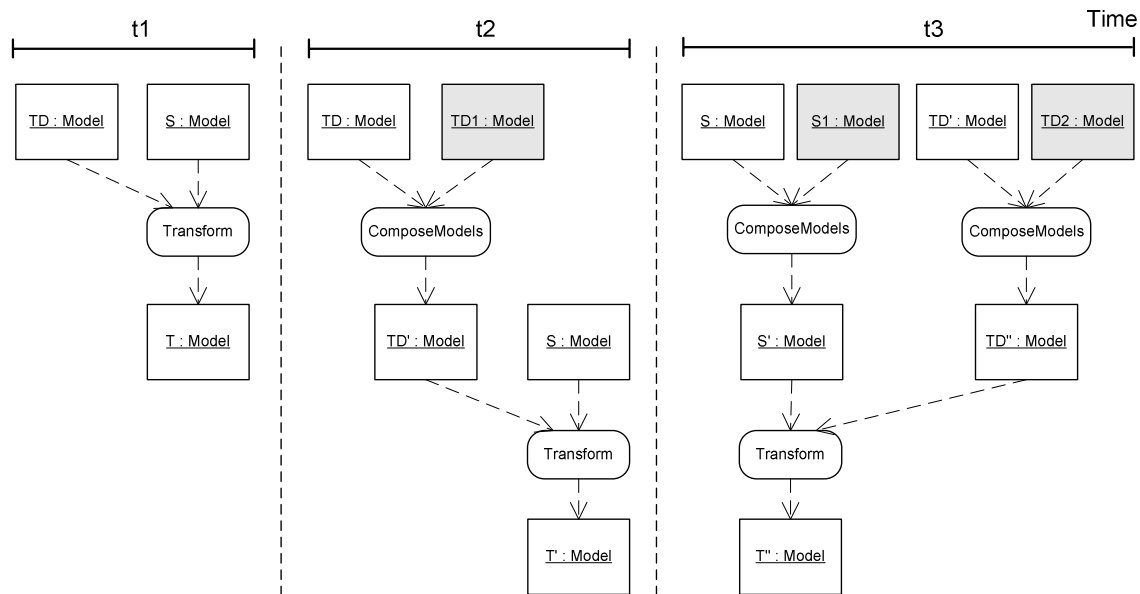 Time
t1
t2
t3
TD : Model
S : Model
TD : Model
TD1 : Model
S : Model
S1 : Model
TD' : Model
TD2 : Model
Transform
ComposeModels
ComposeModels
ComposeModels
T : Model
TD' : Model
S : Model
S' : Model
TD'' : Model
Transform
Transform
T' : Model
T'' : Model